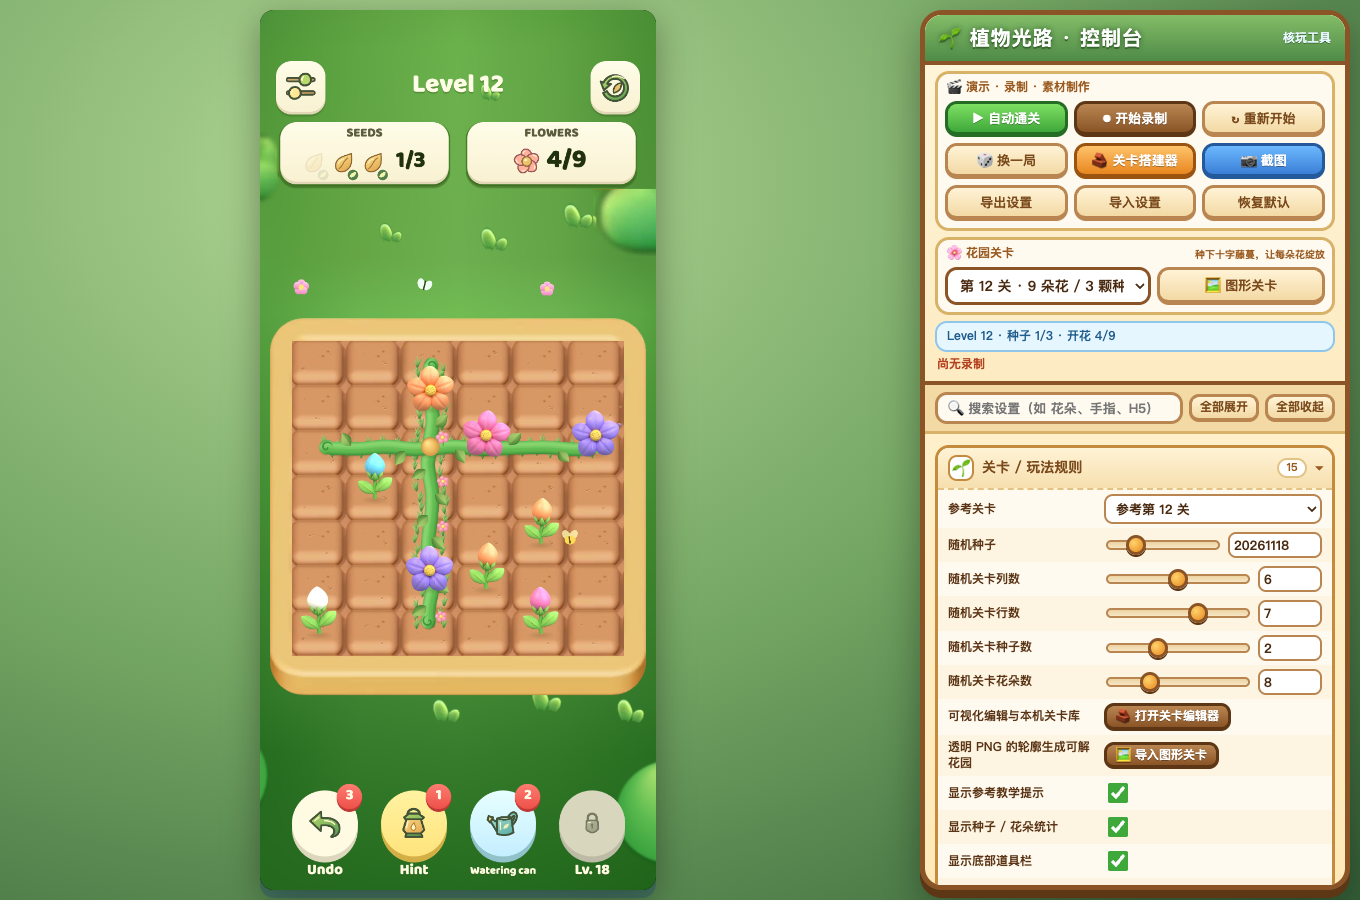 Level 12
SEEDS
1/3
FLOWERS
4/9
3
1
2
Undo
Hint
Watering can
Lv. 18
植物光路 · 控制台
核玩工具
演示 · 录制 · 素材制作
自动通关
开始录制
重新开始
换一局
关卡搭建器
截图
导出设置
导入设置
恢复默认
花园关卡
种下十字藤蔓，让每朵花绽放
第 12 关 · 9 朵花 / 3 颗种
图形关卡
Level 12 · 种子 1/3 · 开花 4/9
尚无录制
搜索设置（如 花朵、手指、H5）
全部展开
全部收起
关卡 / 玩法规则
15
参考关卡
参考第 12 关
随机种子
20261118
随机关卡列数
6
随机关卡行数
7
随机关卡种子数
2
随机关卡花朵数
8
可视化编辑与本机关卡库
打开关卡编辑器
透明 PNG 的轮廓生成可解
花园
导入图形关卡
显示参考教学提示
显示种子 / 花朵统计
显示底部道具栏